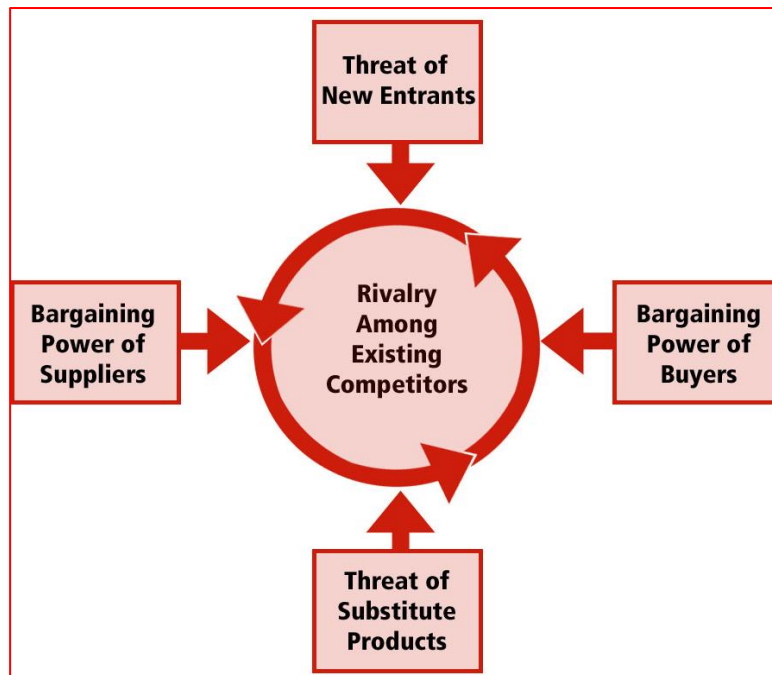 Threat of
New Entrants
Bargaining
Power of
Suppliers
Rivalry
Among
Existing
Competitors
Bargaining
Power of
Buyers
Threat of
Substitute
Products